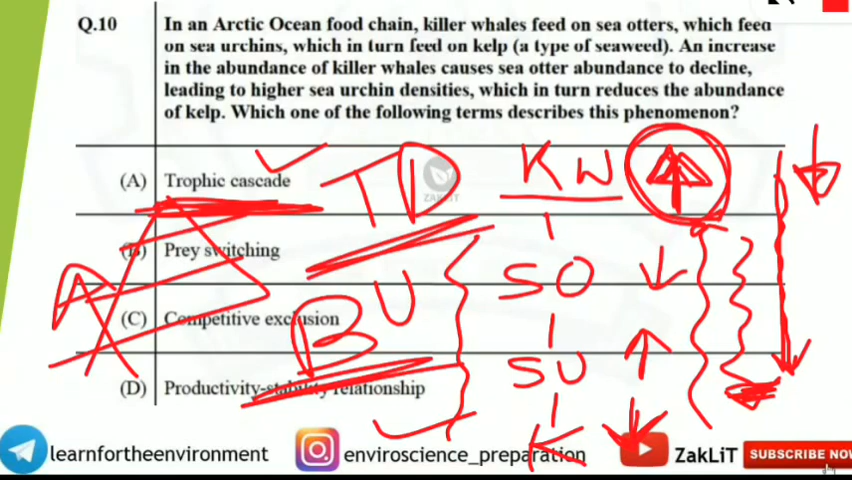 Q.10 In an Arctic Ocean food chain, killer whales feed on sea otters, which feed
on sea urchins, which in turn feed on kelp (a type of seaweed). An increase
in the abundance of killer whales causes sea otter abundance to decline,
leading to higher sea urchin densities, which in turn reduces the abundance
of kelp. Which one of the following terms describes this phenomenon?
(A) Trophic cascade
TD
KW ↑
ZAKLIT
(B) Prey switching
SO ↓
(C) Competitive exclusion
BU
SU ↑
(D) Productivity-stability relationship
K ↓
learnfortheenvironment
enviroscience_preparation
ZakLiT
SUBSCRIBE NOW